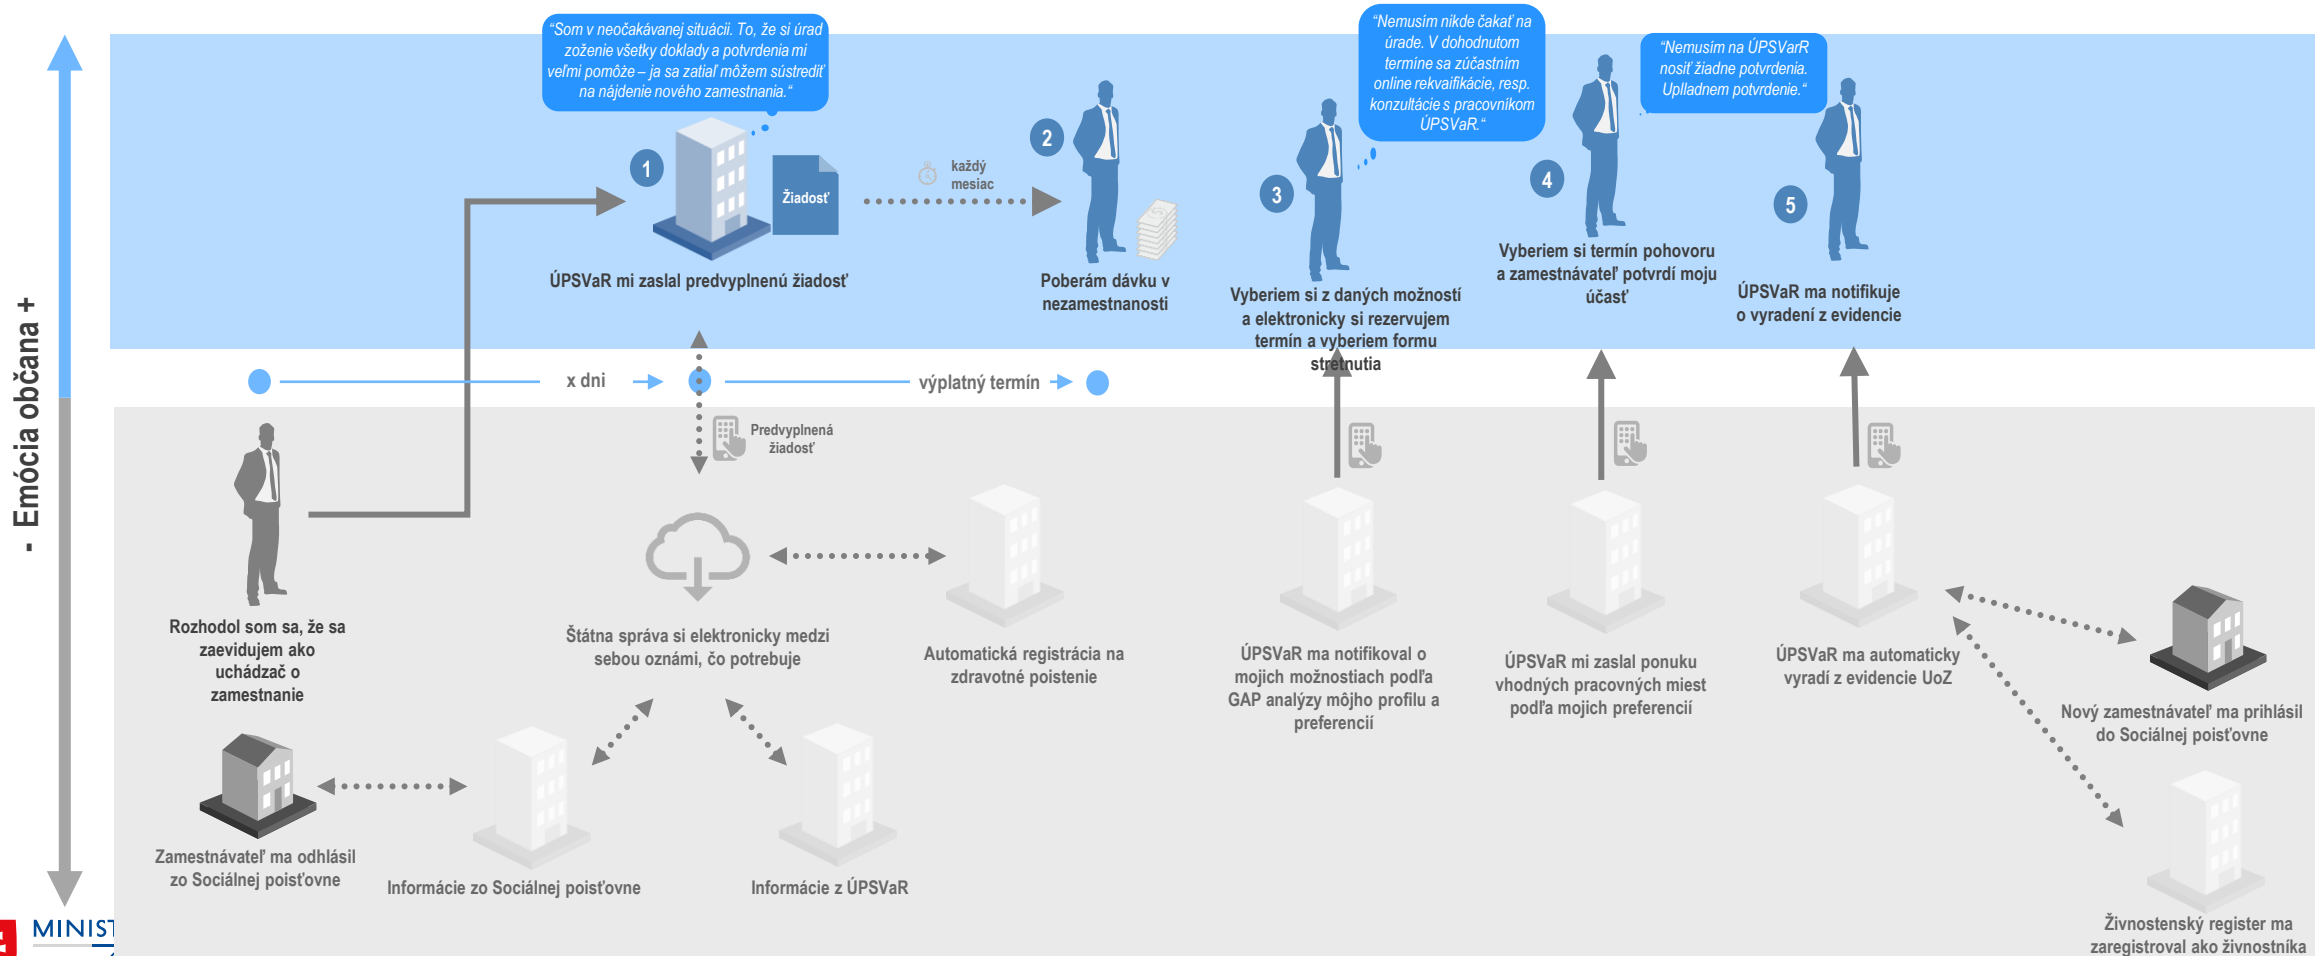 “Som v neočakávanej situácii. To, že si úrad
zoženie všetky doklady a potvrdenia mi
veľmi pomôže – ja sa zatiaľ môžem sústrediť
na nájdenie nového zamestnania.“
“Nemusím nikde čakať na
úrade. V dohodnutom
termíne sa zúčastním
online rekvaifikácie, resp.
konzultácie s pracovníkom
ÚPSVaR.“
“Nemusím na ÚPSVarR
nosiť žiadne potvrdenia.
Uplladnem potvrdenie.“
1
Žiadosť
každý
mesiac
2
3
4
5
ÚPSVaR mi zaslal predvyplnenú žiadosť
Poberám dávku v
nezamestnanosti
Vyberiem si z daných možností
a elektronicky si rezervujem
termín a vyberiem formu
stretnutia
Vyberiem si termín pohovoru
a zamestnávateľ potvrdí moju
účasť
ÚPSVaR ma notifikuje
o vyradení z evidencie
- Emócia občana +
x dni
výplatný termín
Predvyplnená
žiadosť
Rozhodol som sa, že sa
zaevidujem ako
uchádzač o
zamestnanie
Štátna správa si elektronicky medzi
sebou oznámi, čo potrebuje
Automatická registrácia na
zdravotné poistenie
ÚPSVaR ma notifikoval o
mojich možnostiach podľa
GAP analýzy môjho profilu a
preferencií
ÚPSVaR mi zaslal ponuku
vhodných pracovných miest
podľa mojich preferencií
ÚPSVaR ma automaticky
vyradí z evidencie UoZ
Nový zamestnávateľ ma prihlásil
do Sociálnej poisťovne
Zamestnávateľ ma odhlásil
zo Sociálnej poisťovne
Informácie zo Sociálnej poisťovne
Informácie z ÚPSVaR
Živnostenský register ma
zaregistroval ako živnostníka
MINIST